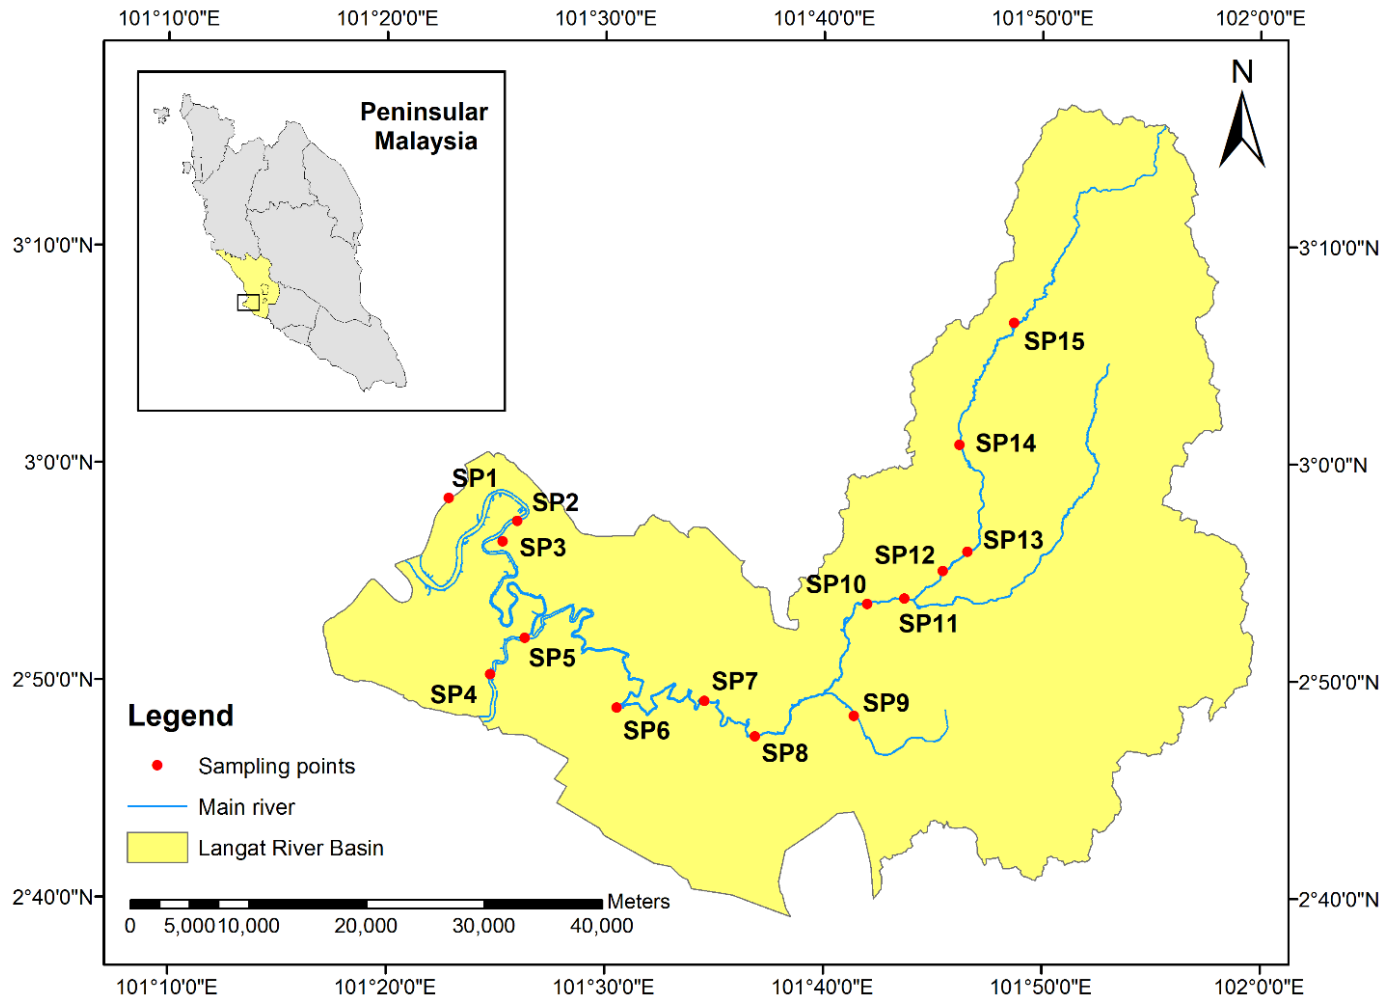 101°10'0"E 101°20'0"E 101°30'0"E 101°40'0"E 101°50'0"E 102°0'0"E
N
Peninsular
Malaysia
3°10'0"N 3°10'0"N
SP15
SP14
3°0'0"N 3°0'0"N
SP1
SP2
SP3
SP13
SP12
SP10
SP11
SP5
SP4
2°50'0"N 2°50'0"N
SP7
SP6
SP9
SP8
Legend
Sampling points
Main river
Langat River Basin
Meters
0 5,000 10,000 20,000 30,000 40,000
2°40'0"N 2°40'0"N
101°10'0"E 101°20'0"E 101°30'0"E 101°40'0"E 101°50'0"E 102°0'0"E